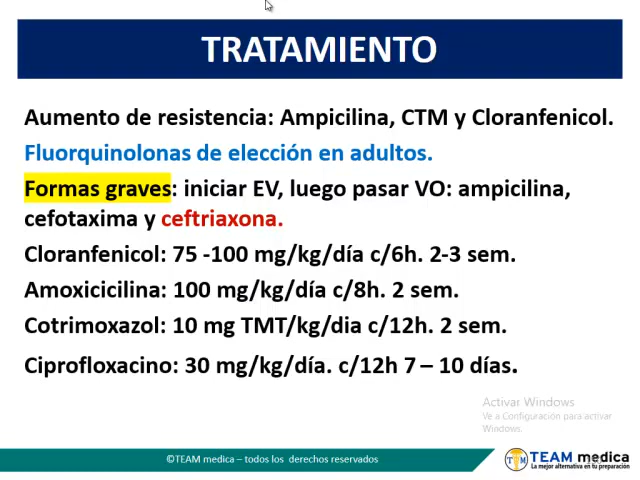 TRATAMIENTO
Aumento de resistencia: Ampicilina, CTM y Cloranfenicol.
Fluorquinolonas de elección en adultos.
Formas graves: iniciar EV, luego pasar VO: ampicilina,
cefotaxima y ceftriaxona.
Cloranfenicol: 75 -100 mg/kg/día c/6h. 2-3 sem.
Amoxicicilina: 100 mg/kg/día c/8h. 2 sem.
Cotrimoxazol: 10 mg TMT/kg/dia c/12h. 2 sem.
Ciprofloxacino: 30 mg/kg/día. c/12h 7 – 10 días.
Activar Windows
Ve a Configuración para activar
Windows.
©TEAM medica – todos los derechos reservados
TEAM medica
La mejor alternativa en tu preparación